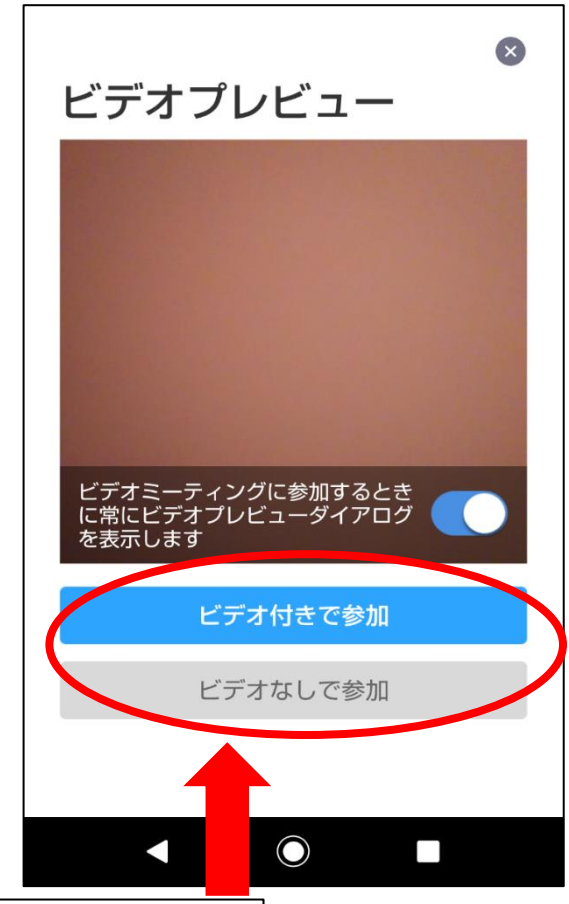 ビデオプレビュー
ビデオミーティングに参加するとき
に常にビデオプレビューダイアログ
を表示します
ビデオ付きで参加
ビデオなしで参加